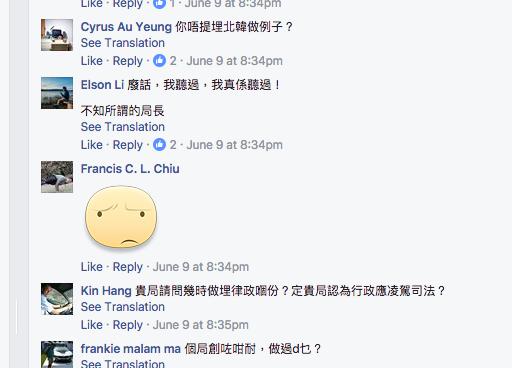 Like · Reply · 1 · June 9 at 8:34pm
Cyrus Au Yeung 你唔提埋北韓做例子？
See Translation
Like · Reply · 2 · June 9 at 8:34pm
Elson Li 廢話，我聽過，我真係聽過！
不知所謂的局長
See Translation
Like · Reply · 2 · June 9 at 8:34pm
Francis C. L. Chiu
Like · Reply · June 9 at 8:34pm
Kin Hang 貴局請問幾時做埋律政嗰份？定貴局認為行政應凌駕司法？
See Translation
Like · Reply · June 9 at 8:35pm
frankie malam ma 個局創咗咁耐，做過d乜？
See Translation